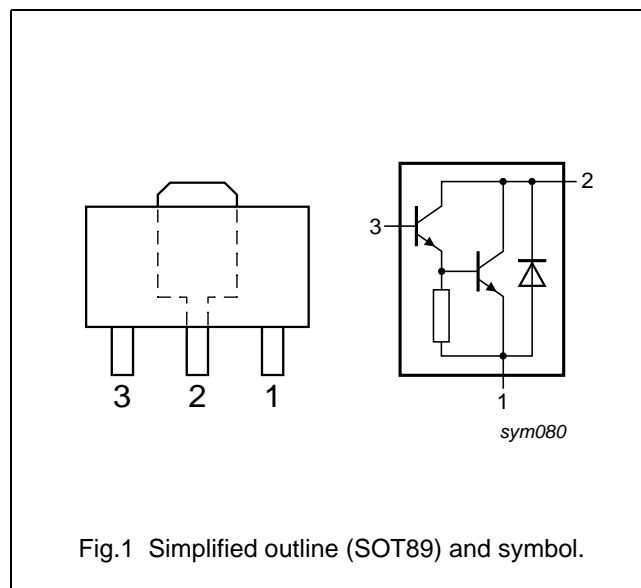 3 2 1
2
3
1
sym080
Fig.1 Simplified outline (SOT89) and symbol.